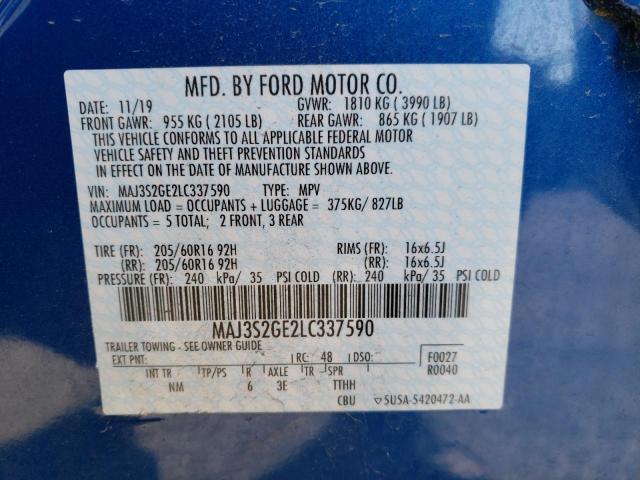 MFD. BY FORD MOTOR CO.
DATE: 11/19 GVWR: 1810 KG ( 3990 LB)
FRONT GAWR: 955 KG ( 2105 LB) REAR GAWR: 865 KG ( 1907 LB)
THIS VEHICLE CONFORMS TO ALL APPLICABLE FEDERAL MOTOR
VEHICLE SAFETY AND THEFT PREVENTION STANDARDS
IN EFFECT ON THE DATE OF MANUFACTURE SHOWN ABOVE.
VIN: MAJ3S2GE2LC337590 TYPE: MPV
MAXIMUM LOAD = OCCUPANTS + LUGGAGE = 375KG/ 827LB
OCCUPANTS = 5 TOTAL; 2 FRONT, 3 REAR
TIRE (FR): 205/60R16 92H RIMS (FR): 16x6.5J
(RR): 205/60R16 92H (RR): 16x6.5J
PRESSURE (FR): 240 kPa/ 35 PSI COLD (RR): 240 kPa/ 35 PSI COLD
MAJ3S2GE2LC337590
TRAILER TOWING- SEE OWNER GUIDE
EXT PNT: RC: 48 DSO: F0027
INT TR TP/PS R AXLE TR SPR R0040
NM 6 3E TTHH
CBU ▽5U5A-5420472-AA